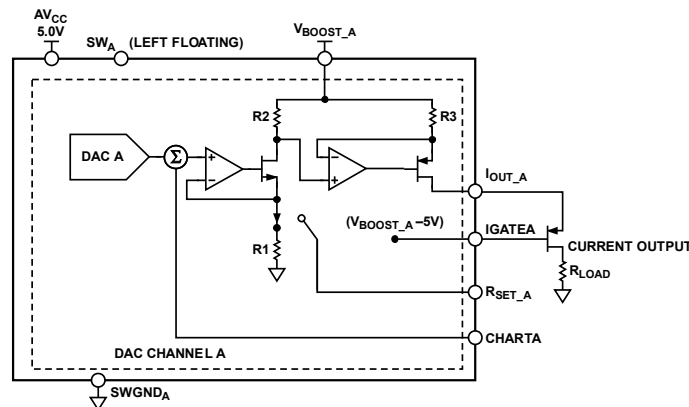 AVCC
5.0V
SWA (LEFT FLOATING)
VBOOST_A
R2
R3
DAC A
Σ
+
–
–
+
IOUT_A
(VBOOST_A –5V)
IGATEA
CURRENT OUTPUT
R1
RLOAD
RSET_A
CHARTA
DAC CHANNEL A
SWGNDA